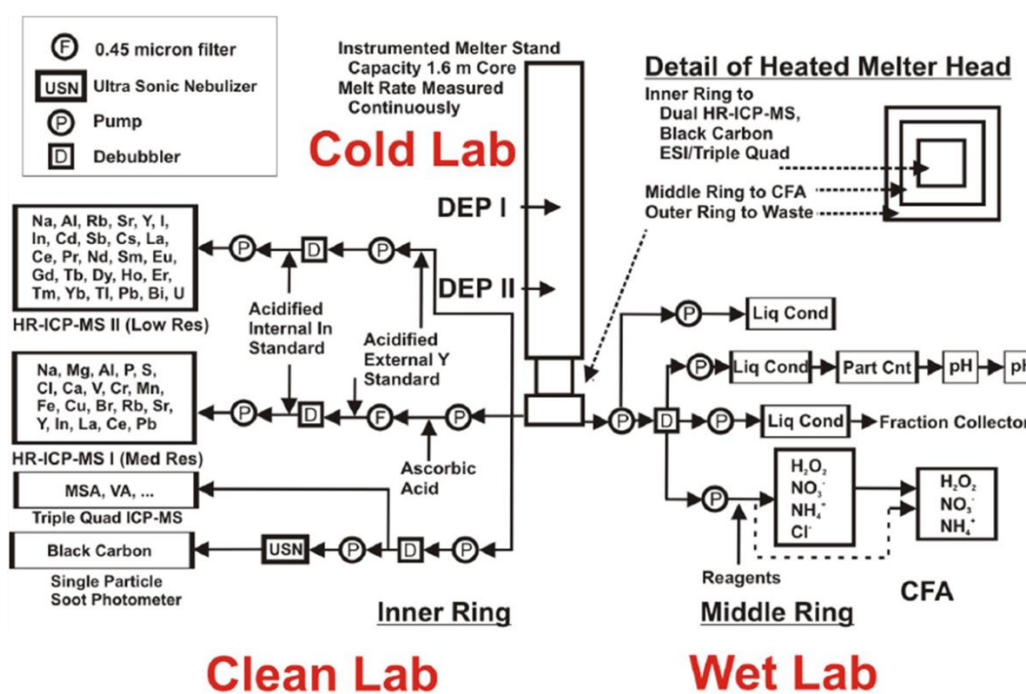 F 0.45 micron filter
USN Ultra Sonic Nebulizer
P Pump
D Debubbler
Instrumented Melter Stand
Capacity 1.6 m Core
Melt Rate Measured
Continuously
Cold Lab
DEP I
DEP II
Detail of Heated Melter Head
Inner Ring to
Dual HR-ICP-MS,
Black Carbon
ESI/Triple Quad
Middle Ring to CFA
Outer Ring to Waste
Na, Al, Rb, Sr, Y, I,
In, Cd, Sb, Cs, La,
Ce, Pr, Nd, Sm, Eu,
Gd, Tb, Dy, Ho, Er,
Tm, Yb, Tl, Pb, Bi, U
HR-ICP-MS II (Low Res)
P
D
P
Acidified
Internal In
Standard
Acidified
External Y
Standard
Na, Mg, Al, P, S,
Cl, Ca, V, Cr, Mn,
Fe, Cu, Br, Rb, Sr,
Y, In, La, Ce, Pb
HR-ICP-MS I (Med Res)
P
D
F
P
Ascorbic
Acid
MSA, VA, ...
Triple Quad ICP-MS
Black Carbon
Single Particle
Soot Photometer
USN
P
D
P
Inner Ring
Clean Lab
P
Liq Cond
P
Liq Cond
Part Cnt
pH
pH
P
D
P
Liq Cond
Fraction Collector
P
Reagents
H₂O₂
NO₃⁻
NH₄⁺
Cl⁻
H₂O₂
NO₃⁻
NH₄⁺
CFA
Middle Ring
Wet Lab